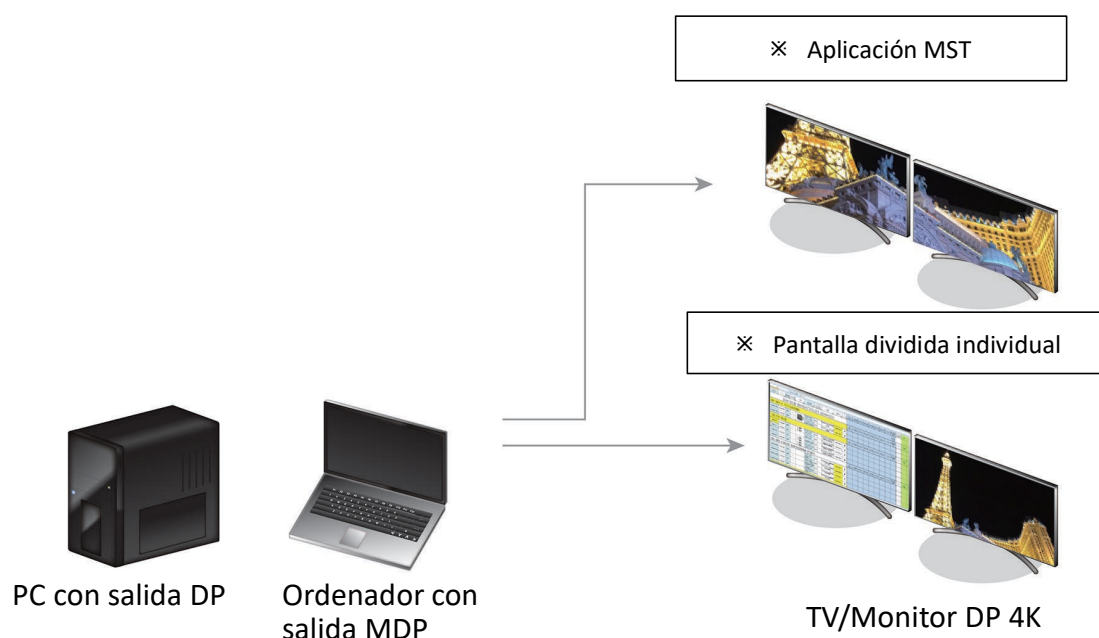 ※ Aplicación MST
※ Pantalla dividida individual
PC con salida DP
Ordenador con
salida MDP
TV/Monitor DP 4K